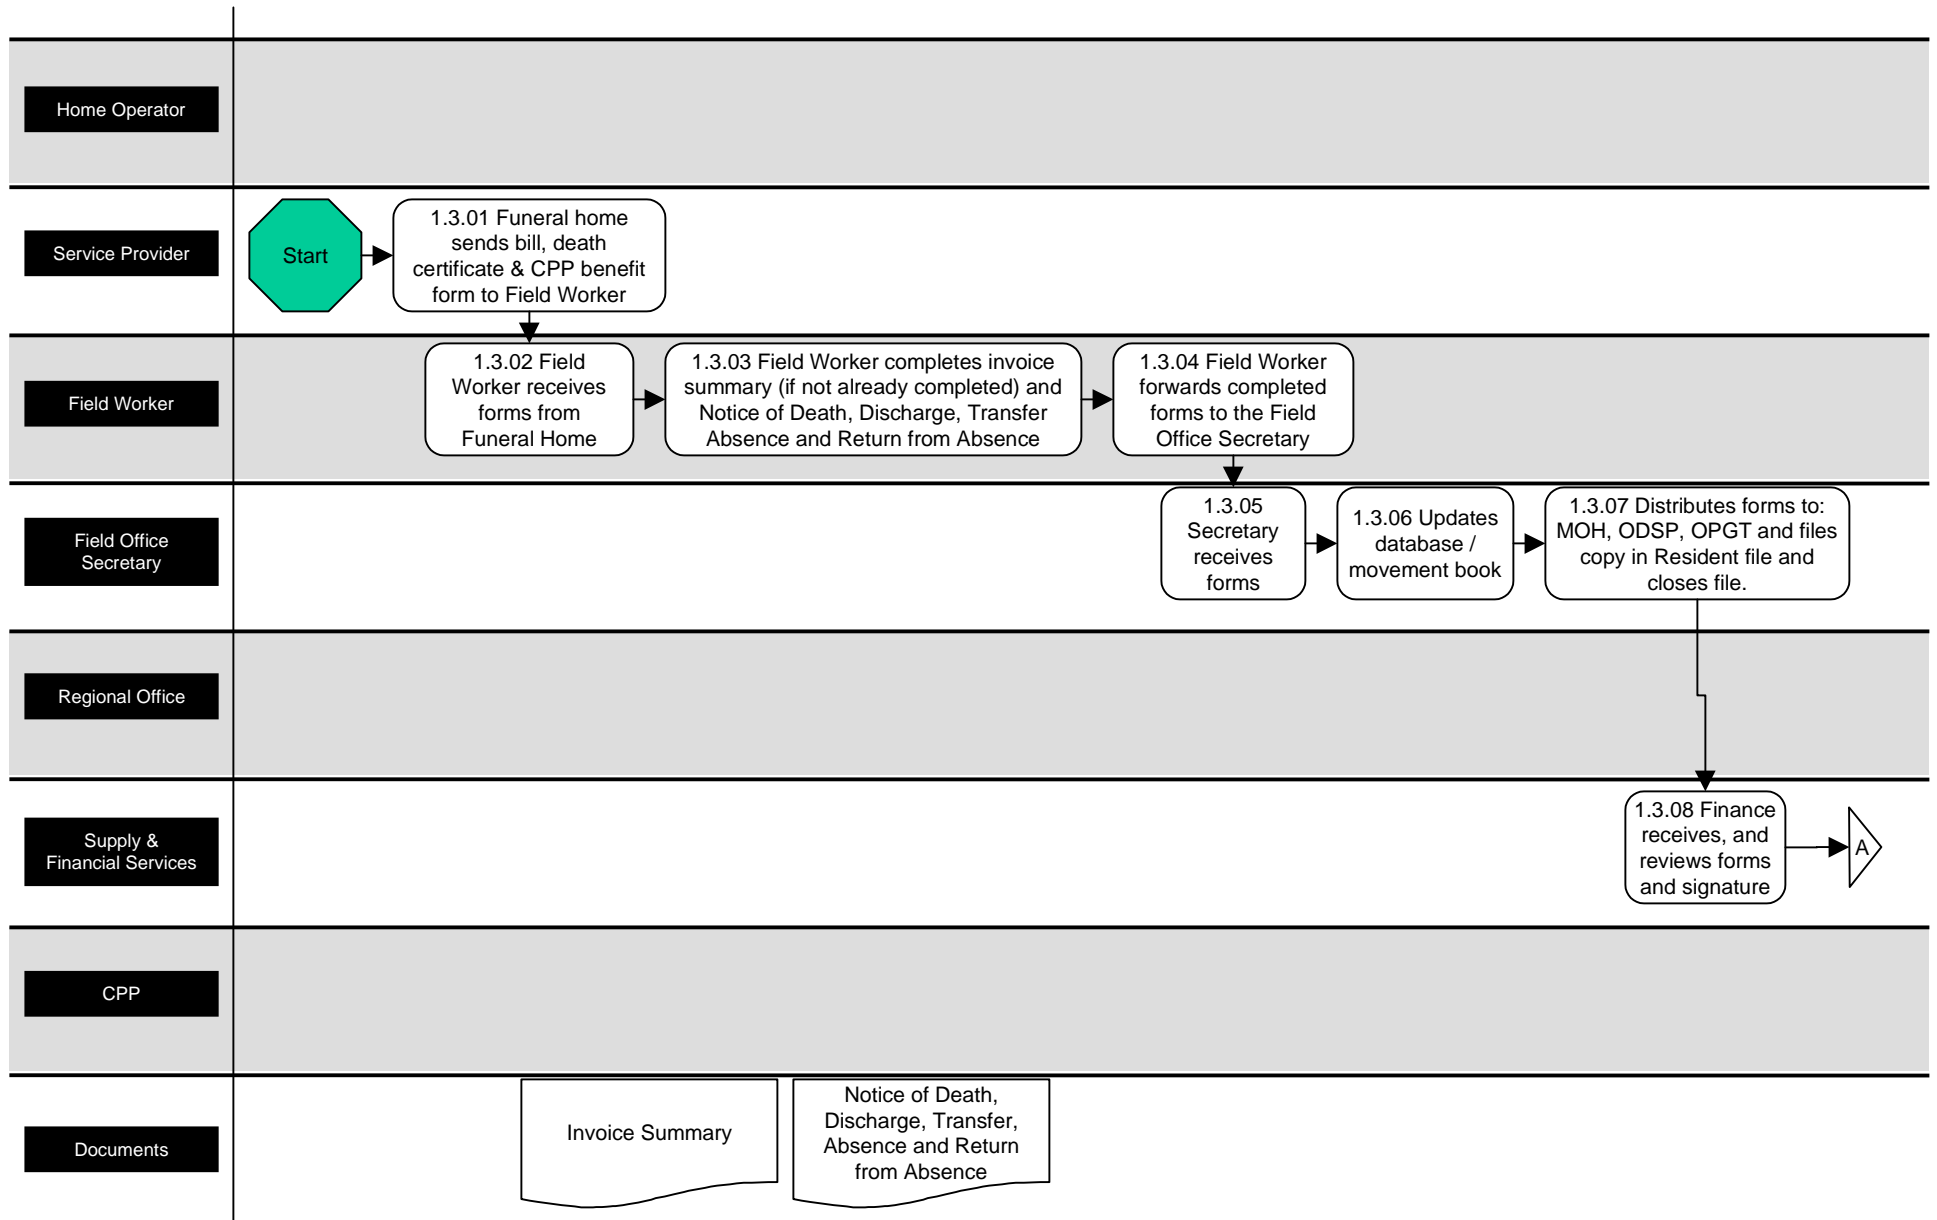 Home Operator
Service Provider
Start
1.3.01 Funeral home
sends bill, death
certificate & CPP benefit
form to Field Worker
Field Worker
1.3.02 Field
Worker receives
forms from
Funeral Home
1.3.03 Field Worker completes invoice
summary (if not already completed) and
Notice of Death, Discharge, Transfer
Absence and Return from Absence
1.3.04 Field Worker
forwards completed
forms to the Field
Office Secretary
Field Office
Secretary
1.3.05
Secretary
receives
forms
1.3.06 Updates
database /
movement book
1.3.07 Distributes forms to:
MOH, ODSP, OPGT and files
copy in Resident file and
closes file.
Regional Office
Supply &
Financial Services
1.3.08 Finance
receives, and
reviews forms
and signature
A
CPP
Documents
Invoice Summary
Notice of Death,
Discharge, Transfer,
Absence and Return
from Absence